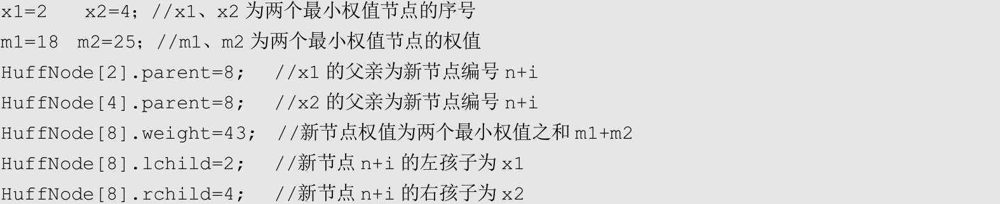 x1=2 x2=4; //x1、x2 为两个最小权值节点的序号
m1=18 m2=25; //m1、m2 为两个最小权值节点的权值
HuffNode[2].parent=8; //x1 的父亲为新节点编号 n+i
HuffNode[4].parent=8; //x2 的父亲为新节点编号 n+i
HuffNode[8].weight=43; //新节点权值为两个最小权值之和 m1+m2
HuffNode[8].lchild=2; //新节点 n+i 的左孩子为 x1
HuffNode[8].rchild=4; //新节点 n+i 的右孩子为 x2